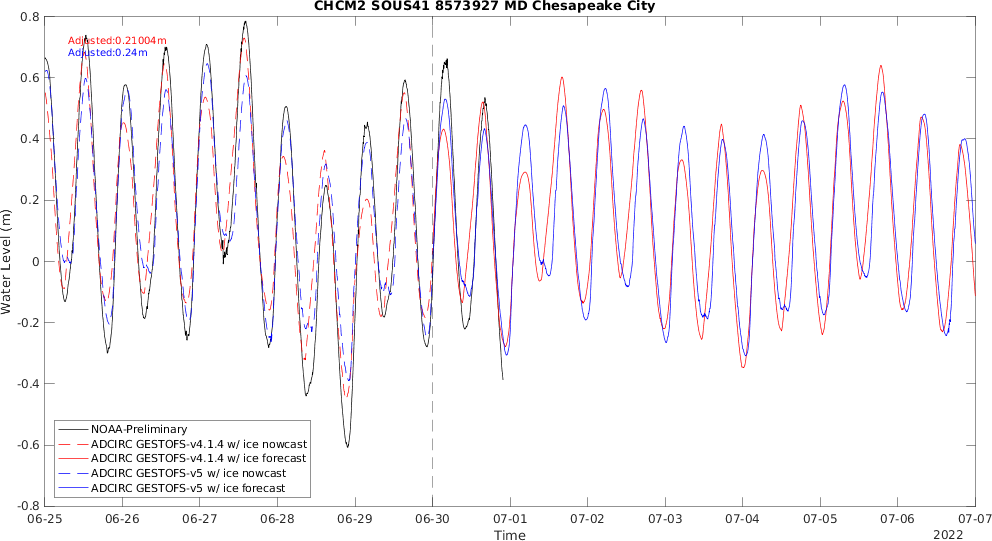 CHCM2 SOUS41 8573927 MD Chesapeake City
Adjusted:0.21004m
Adjusted:0.24m
Water Level (m)
0.8
0.6
0.4
0.2
0
-0.2
-0.4
-0.6
-0.8
NOAA-Preliminary
ADCIRC GESTOFS-v4.1.4 w/ ice nowcast
ADCIRC GESTOFS-v4.1.4 w/ ice forecast
ADCIRC GESTOFS-v5 w/ ice nowcast
ADCIRC GESTOFS-v5 w/ ice forecast
06-25 06-26 06-27 06-28 06-29 06-30 07-01 07-02 07-03 07-04 07-05 07-06 07-07
Time
2022